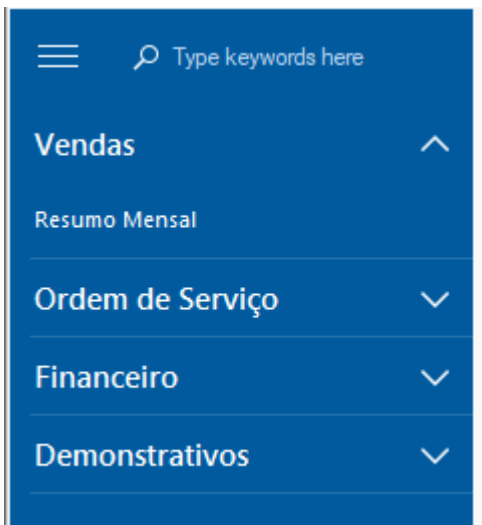 Type keywords here
Vendas
Resumo Mensal
Ordem de Serviço
Financeiro
Demonstrativos